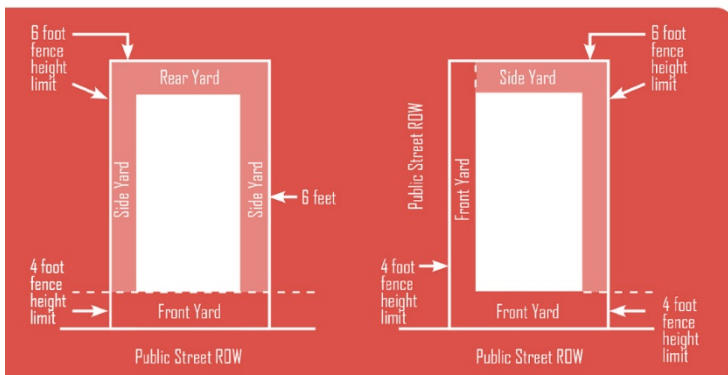 6 foot
fence
height
limit
Rear Yard
Side Yard
Side Yard
6 feet
4 foot
fence
height
limit
Front Yard
Public Street ROW
6 foot
fence
height
limit
Side Yard
Public Street ROW
Front Yard
4 foot
fence
height
limit
Front Yard
4 foot
fence
height
limit
Public Street ROW